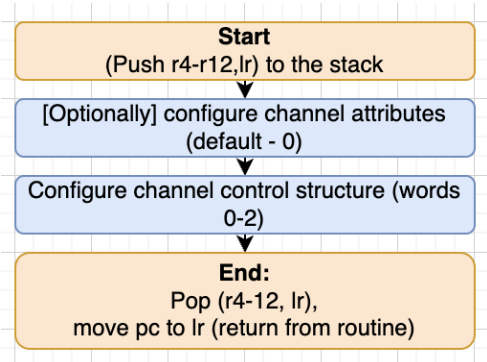 Start
(Push r4-r12,lr) to the stack
[Optionally] configure channel attributes
(default - 0)
Configure channel control structure (words
0-2)
End:
Pop (r4-12, lr),
move pc to lr (return from routine)